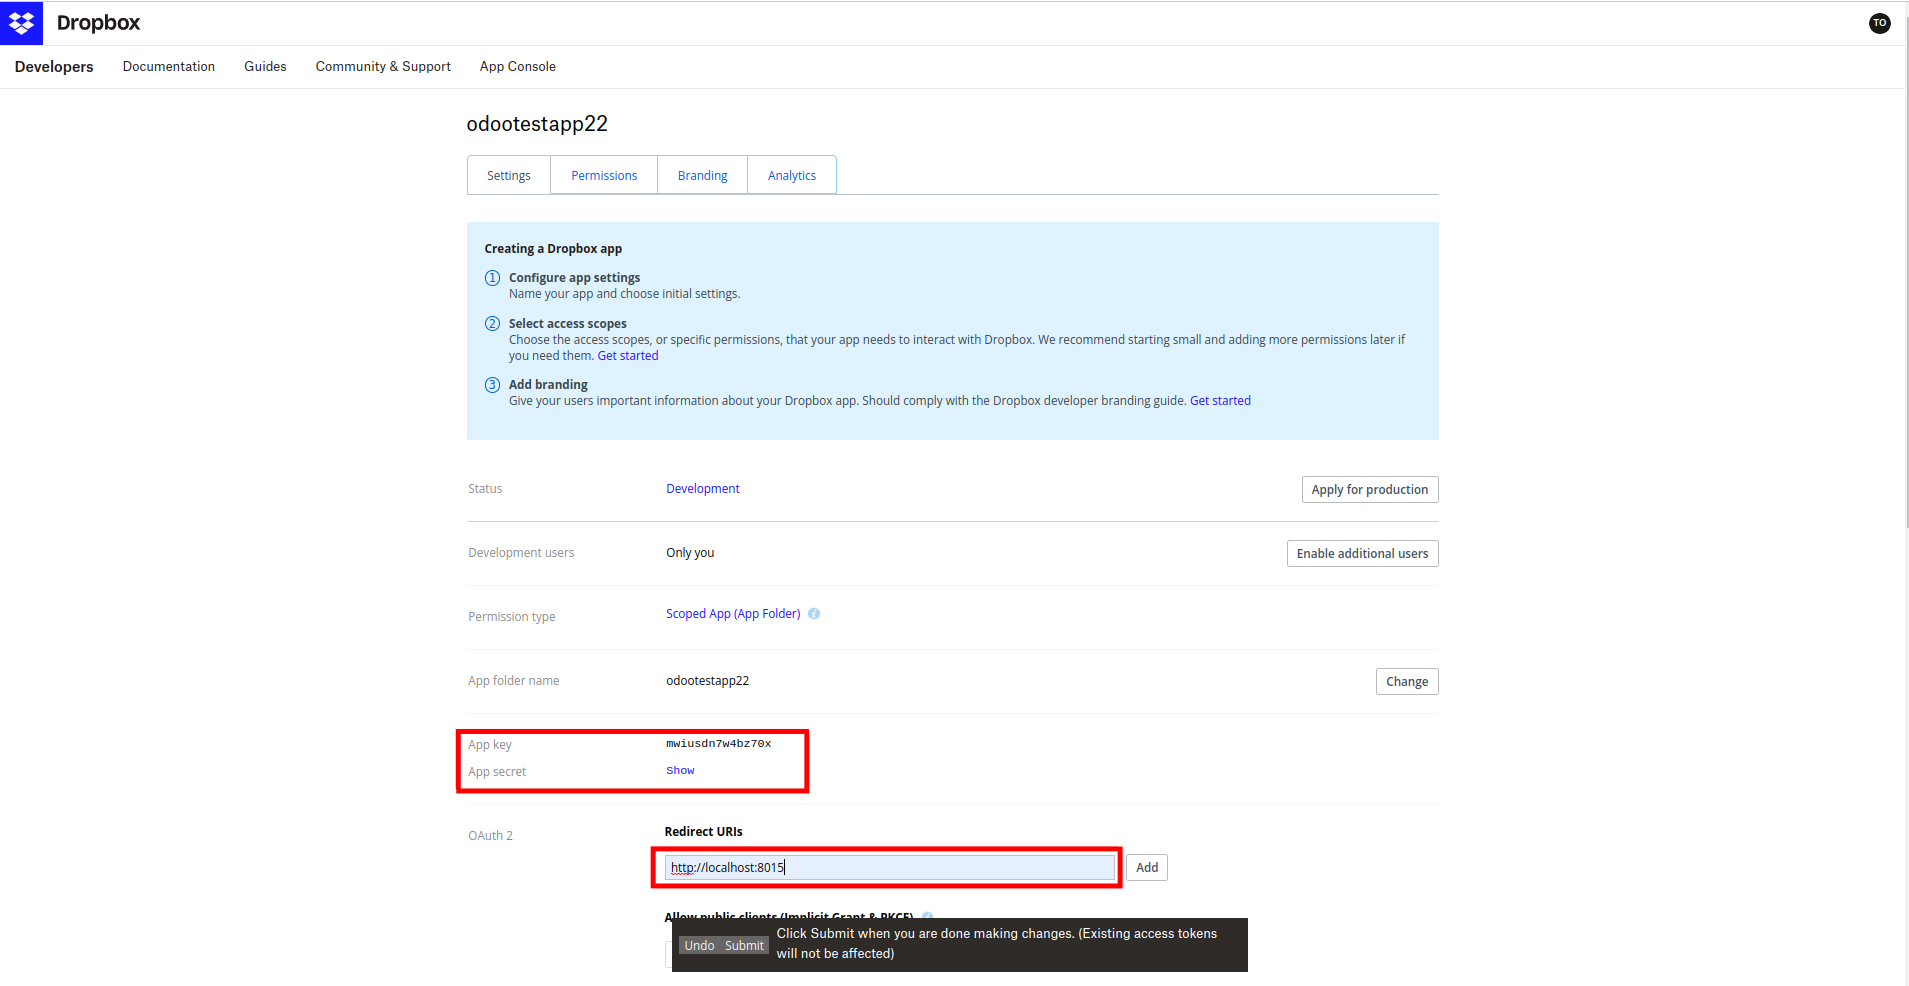 Dropbox
TO
Developers Documentation Guides Community & Support App Console
odootestapp22
Settings Permissions Branding Analytics
Creating a Dropbox app
1 Configure app settings
Name your app and choose initial settings.
2 Select access scopes
Choose the access scopes, or specific permissions, that your app needs to interact with Dropbox. We recommend starting small and adding more permissions later if
you need them. Get started
3 Add branding
Give your users important information about your Dropbox app. Should comply with the Dropbox developer branding guide. Get started
Status Development Apply for production
Development users Only you Enable additional users
Permission type Scoped App (App Folder) i
App folder name odootestapp22 Change
App key mwiusdn7w4bz70x
App secret Show
OAuth 2 Redirect URIs
http://localhost:8015 Add
Allow public clients (Implicit Grant & PKCE)
Undo Submit Click Submit when you are done making changes. (Existing access tokens
will not be affected)